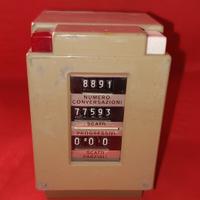 8891
NUMERO
CONVERSAZIONI
77593
SCATTI
PROGRESSIVI
000
SCATTI
PARZIALI